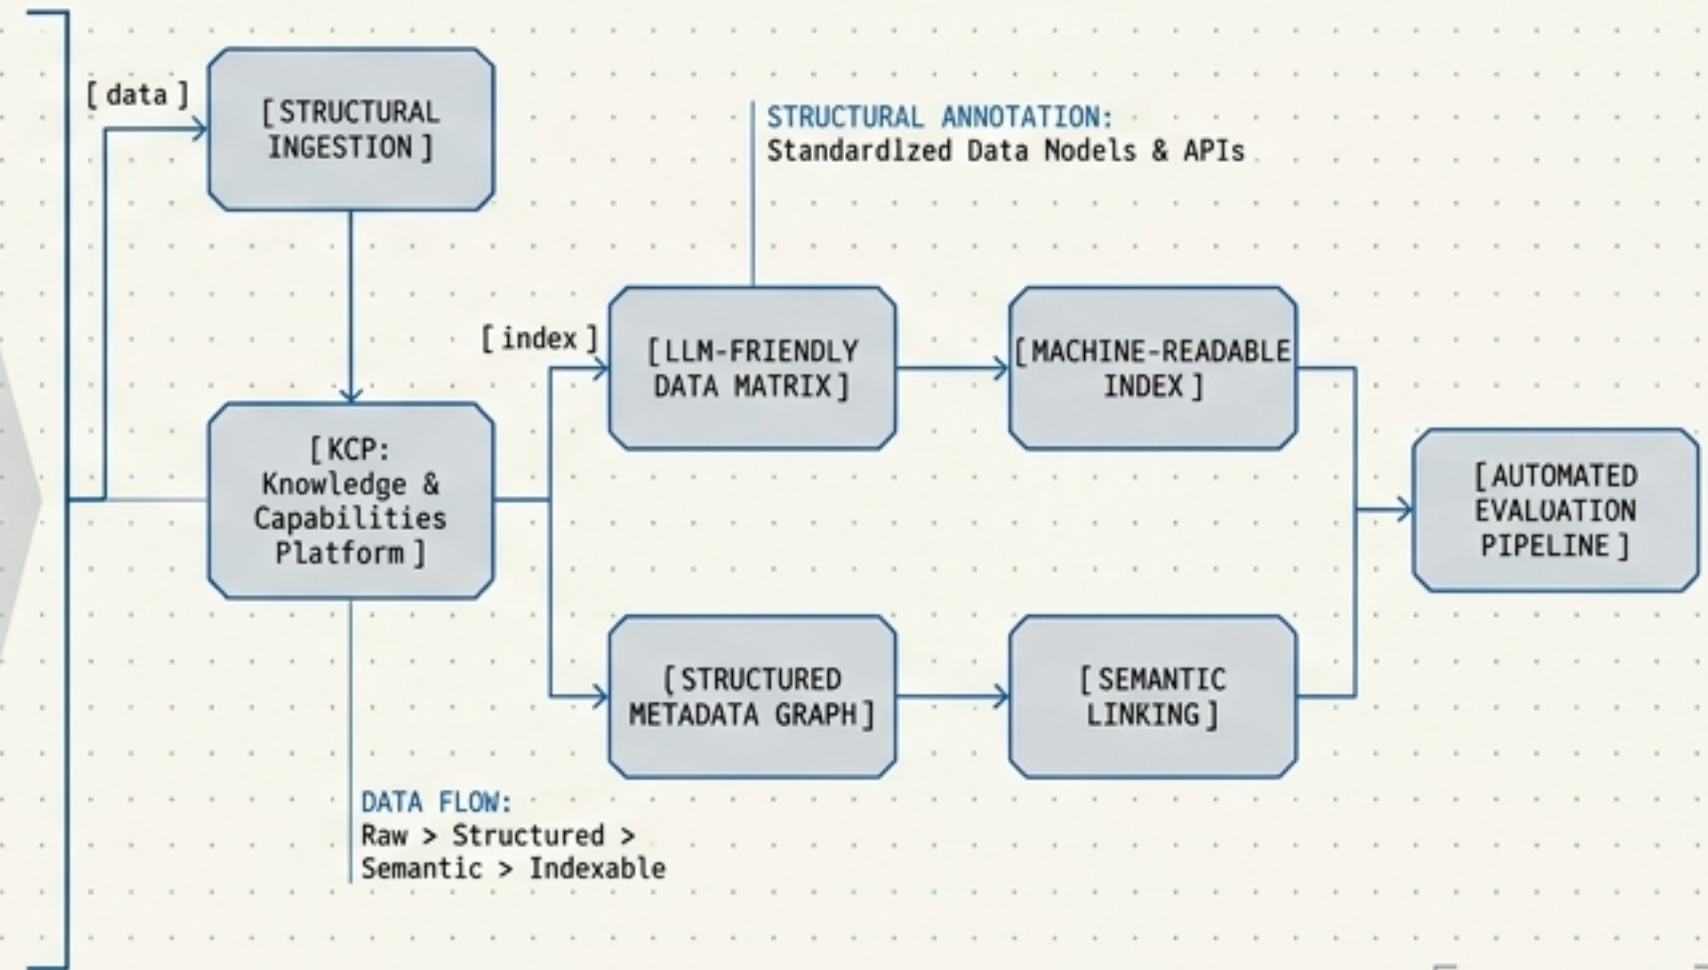 [data]
[STRUCTURAL
INGESTION]
STRUCTURAL ANNOTATION:
Standardized Data Nodels & APIs
[index]
[LLM-FRIENDLY
DATA MATRIX]
[MACHINE-READABLE
INDEX]
[KCP:
Knowledge &
Capabilities
Platform]
[AUTOMATED
EVALUATION
PIPELINE]
[STRUCTURED
METADATA GRAPH]
[SEMANTIC
LINKING]
DATA FLOW:
Raw > Structured >
Semantic > Indexable